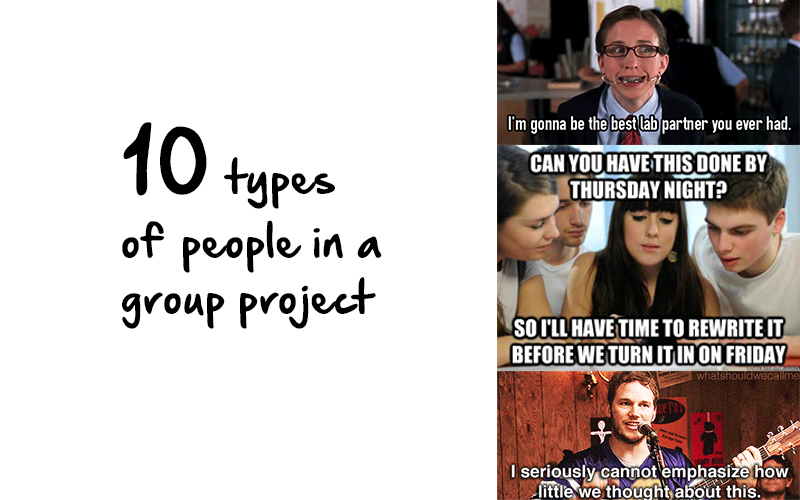 10 types
of people in a
group project
I'm gonna be the best lab partner you ever had.
CAN YOU HAVE THIS DONE BY
THURSDAY NIGHT?
SO I'LL HAVE TIME TO REWRITE IT
BEFORE WE TURN IT IN ON FRIDAY
whatshouldwecallme
I seriously cannot emphasize how
little we thought about this.